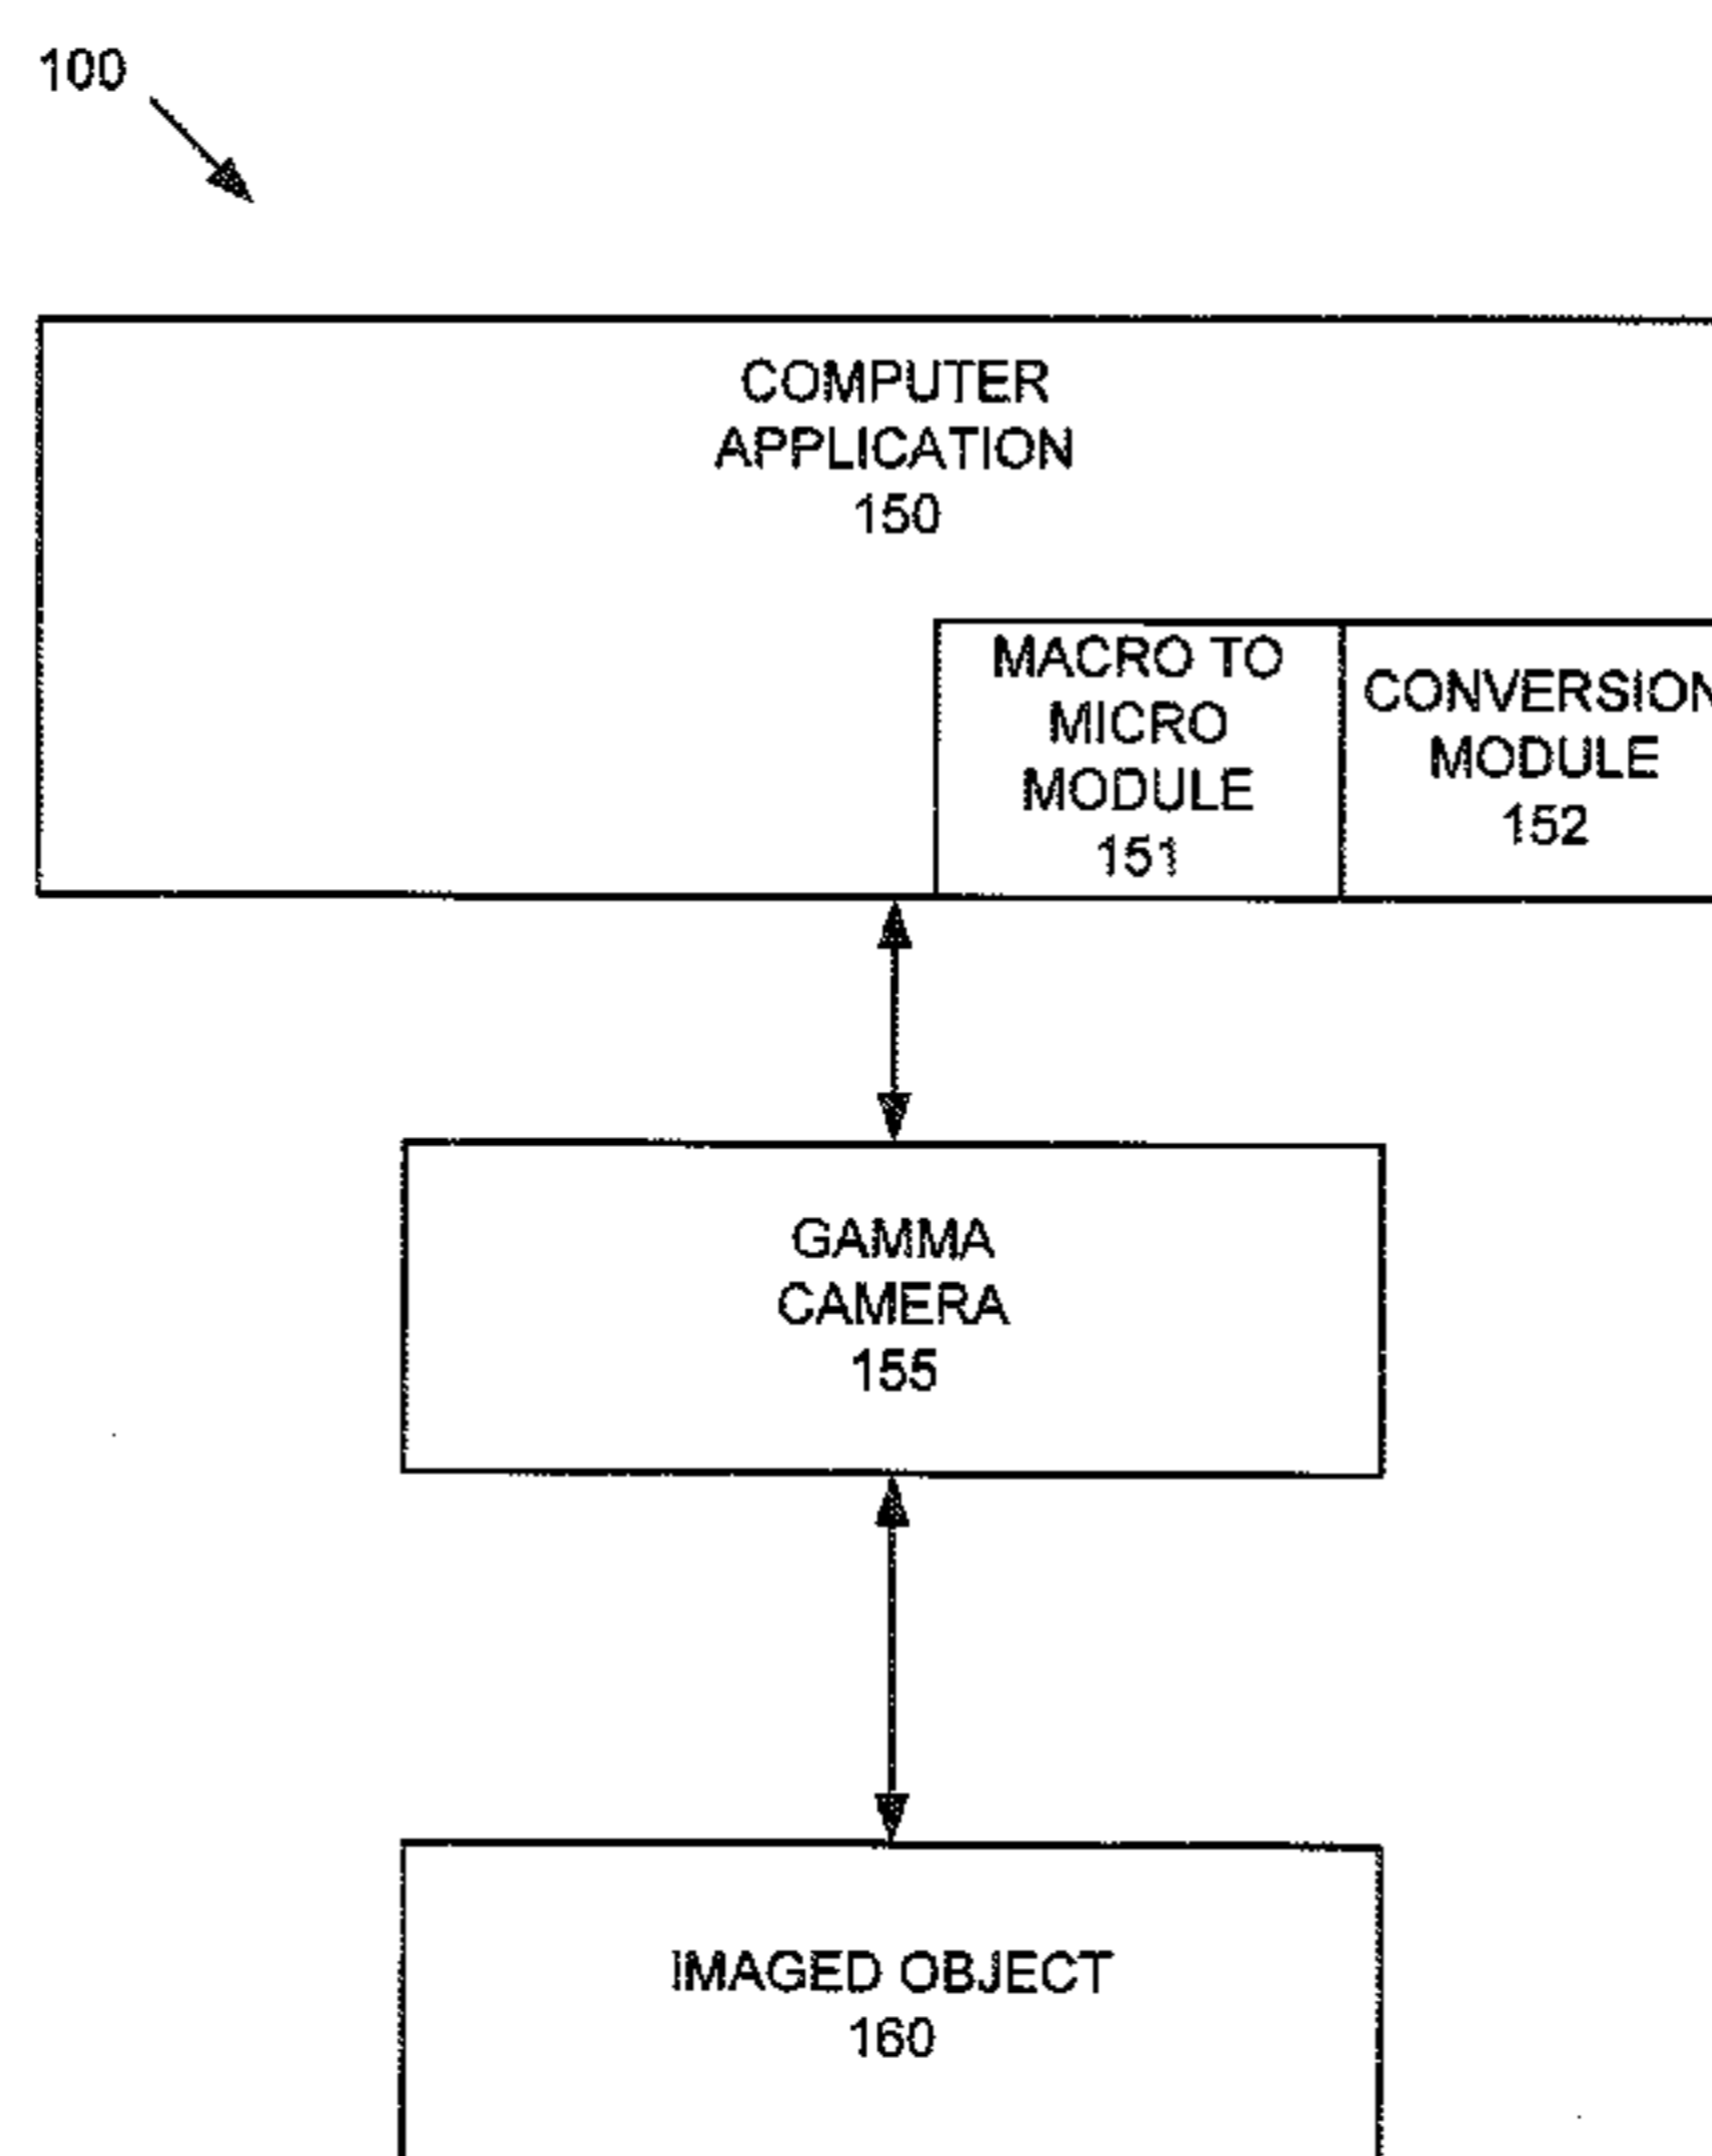 100
COMPUTER
APPLICATION
150
MACRO TO
MICRO
MODULE
151
CONVERSION
MODULE
152
GAMMA
CAMERA
155
IMAGED OBJECT
160